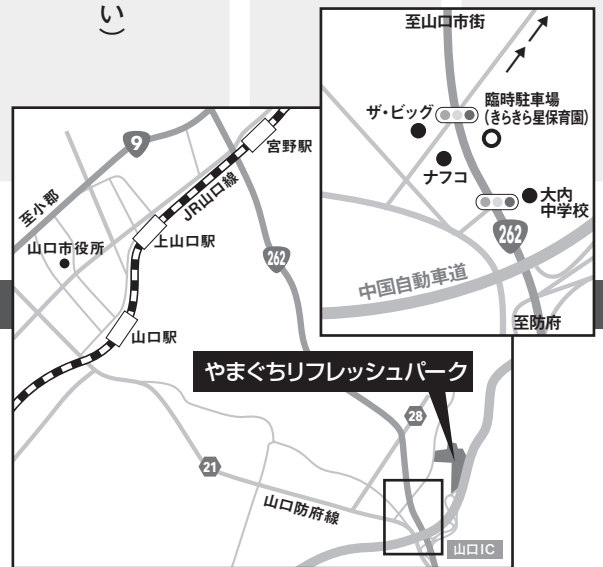 い）
至山口市街
ザ・ビッグ
臨時駐車場
(きらきら星保育園)
ナフコ
大内
中学校
262
中国自動車道
至防府
9
宮野駅
JR山口線
至小郡
上山口駅
山口市役所
262
山口駅
やまぐちリフレッシュパーク
28
21
山口防府線
山口IC